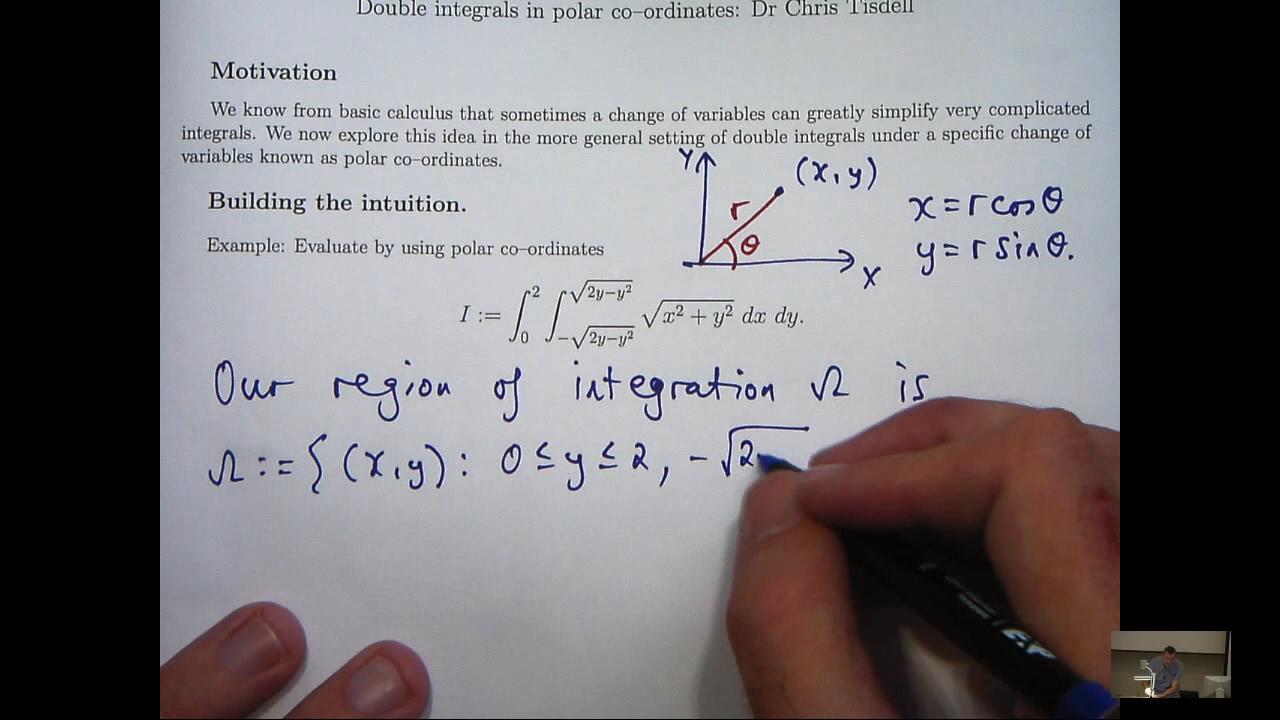 Double integrals in polar co–ordinates: Dr Chris Tisdell
Motivation
We know from basic calculus that sometimes a change of variables can greatly simplify very complicated
integrals. We now explore this idea in the more general setting of double integrals under a specific change of
variables known as polar co–ordinates.
Y
(x,y)
r
θ
X
x = r cos θ
y = r sin θ.
Building the intuition.
Example: Evaluate by using polar co–ordinates
I := ∫_0^2 ∫_{-√(2y−y²)}^{√(2y−y²)} √(x² + y²) dx dy.
Our region of integration Ω is
Ω := { (x,y) : 0 ≤ y ≤ 2, -√2